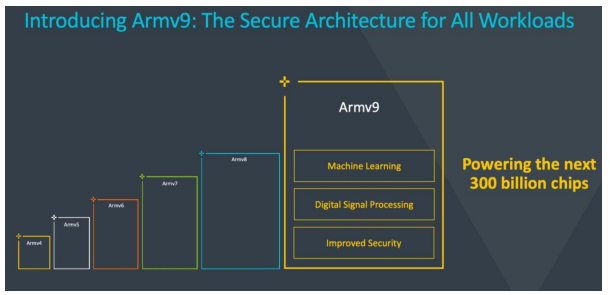 Introducing Armv9: The Secure Architecture for All Workloads
Armv4
Armv5
Armv6
Armv7
Armv8
Armv9
Machine Learning
Digital Signal Processing
Improved Security
Powering the next
300 billion chips